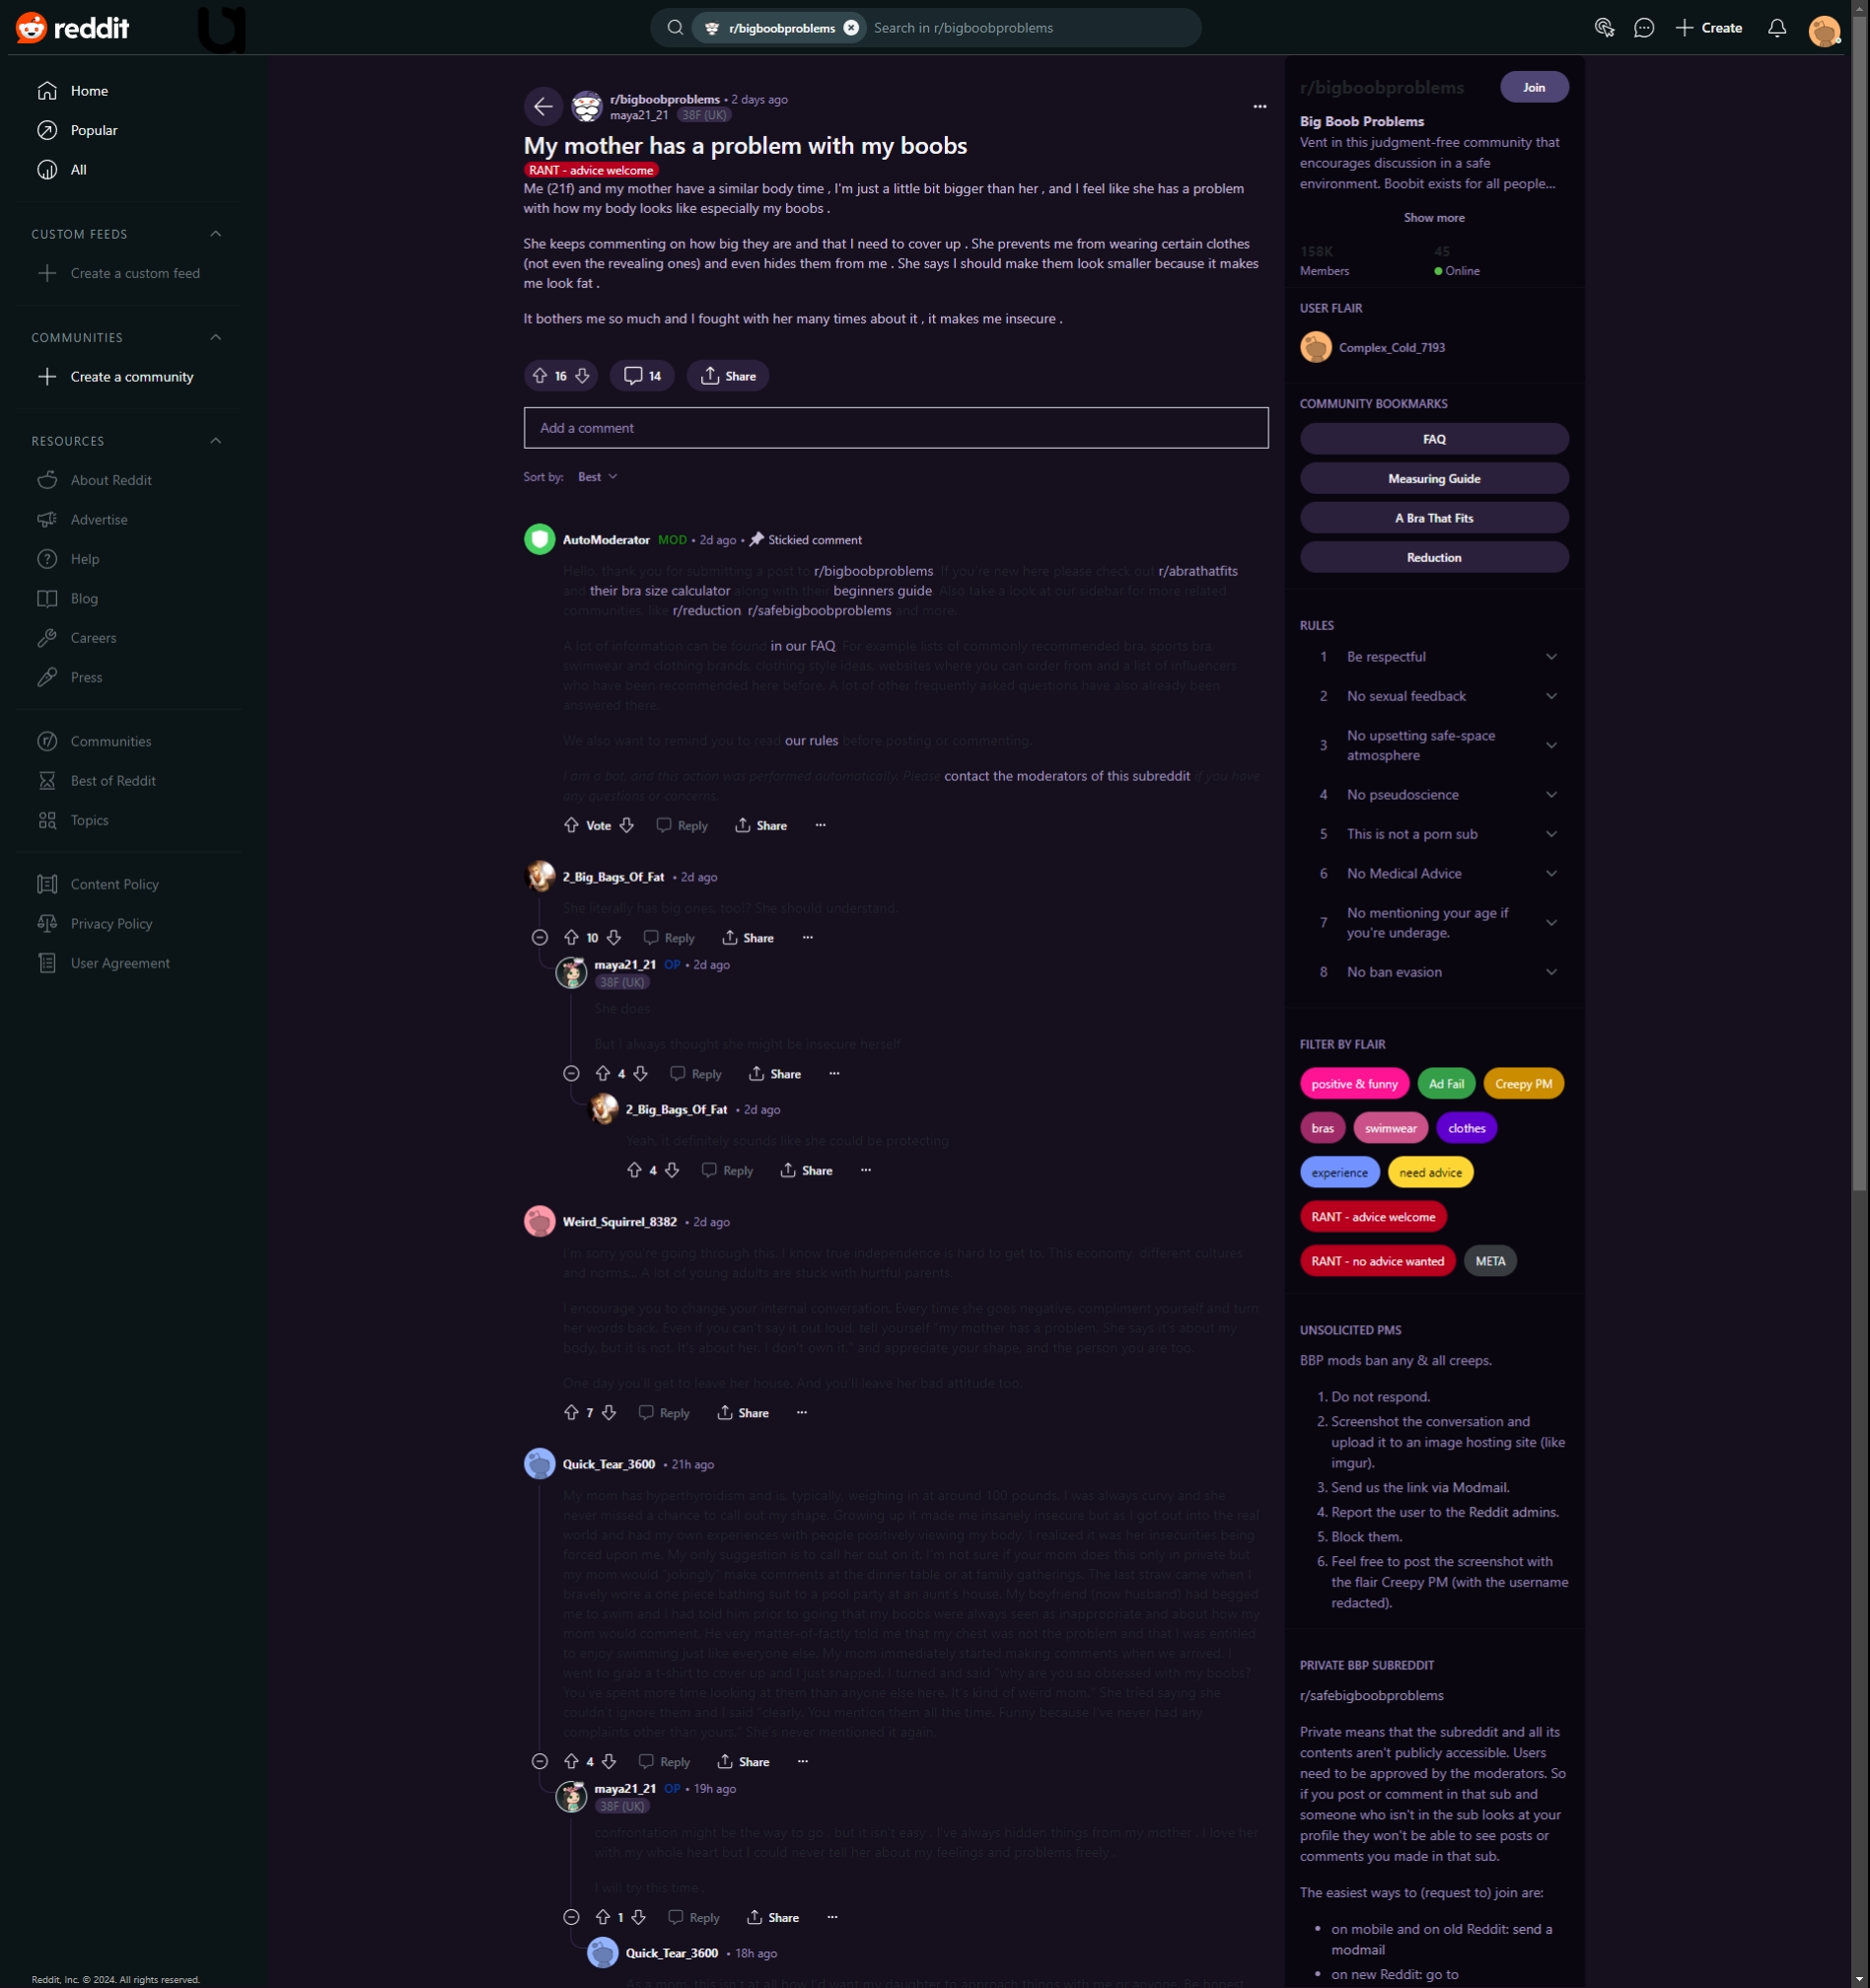 reddit
r/bigboobproblems
Search in r/bigboobproblems
Create
Home
Popular
All
CUSTOM FEEDS
Create a custom feed
COMMUNITIES
Create a community
RESOURCES
About Reddit
Advertise
Help
Blog
Careers
Press
Communities
Best of Reddit
Topics
Content Policy
Privacy Policy
User Agreement
Reddit, Inc. © 2024. All rights reserved.
r/bigboobproblems • 2 days ago
maya21_21 38F (UK)
My mother has a problem with my boobs
RANT - advice welcome
Me (21f) and my mother have a similar body time , I'm just a little bit bigger than her , and I feel like she has a problem
with how my body looks like especially my boobs .
She keeps commenting on how big they are and that I need to cover up . She prevents me from wearing certain clothes
(not even the revealing ones) and even hides them from me . She says I should make them look smaller because it makes
me look fat .
It bothers me so much and I fought with her many times about it , it makes me insecure .
16 14 Share
Add a comment
Sort by: Best
AutoModerator MOD • 2d ago • Stickied comment
Hello, thank you for submitting a post to r/bigboobproblems. If you're new here please check out r/abrathatfits
and their bra size calculator along with their beginners guide. Also take a look at our sidebar for more related
communities, like r/reduction, r/safebigboobproblems and more.
A lot of information can be found in our FAQ. For example lists of commonly recommended bra, sports bra,
swimwear and clothing brands, clothing style ideas, websites where you can order from and a list of influencers
who have been recommended here before. A lot of other frequently asked questions have also already been
answered there.
We also want to remind you to read our rules before posting or commenting.
I am a bot, and this action was performed automatically. Please contact the moderators of this subreddit if you have
any questions or concerns.
Vote Reply Share
2_Big_Bags_Of_Fat • 2d ago
She literally has big ones, too!? She should understand.
10 Reply Share
maya21_21 OP • 2d ago
38F (UK)
She does
But I always thought she might be insecure herself
4 Reply Share
2_Big_Bags_Of_Fat • 2d ago
Yeah, it definitely sounds like she could be protecting
4 Reply Share
Weird_Squirrel_8382 • 2d ago
I'm sorry you're going through this. I know true independence is hard to get to. This economy, different cultures
and norms... A lot of young adults are stuck with hurtful parents.
I encourage you to change your internal conversation. Every time she goes negative, compliment yourself and turn
her words back. Even if you can't say it out loud, tell yourself "my mother has a problem. She says it's about my
body, but it is not. It's about her. I don't own it." and appreciate your shape, and the person you are too.
One day you'll get to leave her house. And you'll leave her bad attitude too.
7 Reply Share
Quick_Tear_3600 • 21h ago
My mom has hyperthyroidism and is, typically, weighing in at around 100 pounds. I was always curvy and she
never missed a chance to call out my shape. Growing up it made me insanely insecure but as I got out into the real
world and had my own experiences with people positively viewing my body, I realized it was her insecurities being
forced upon me. My only suggestion is to call her out on it. I'm not sure if your mom does this only in private but
my mom would "jokingly" make comments at the dinner table or at family gatherings. The last straw came when I
bravely wore a one piece bathing suit to a pool party at an aunt's house. My boyfriend (now husband) had begged
me to swim and I had told him prior to going that my boobs were always seen as inappropriate and about how my
mom would comment. He very matter-of-factly told me that my chest was not the problem and that I was entitled
to enjoy swimming just like everyone else. My mom immediately started making comments when we arrived. I
went to grab a t-shirt to cover up and I just snapped. I turned and said "why are you so obsessed with my boobs?
You've spent more time looking at them than anyone else here. It's kind of weird mom." She tried saying she
couldn't ignore them and I said "clearly. You mention them all the time. Funny because I've never had any
complaints other than yours." She's never mentioned it again.
4 Reply Share
maya21_21 OP • 19h ago
38F (UK)
confrontation might be the way to go , but it isn't easy , I've always hidden things from my mother , I love her
with my whole heart but I could never tell her about my feelings and problems freely
I will try this time
1 Reply Share
Quick_Tear_3600 • 18h ago
As a mom, this isn't at all how I'd want my daughter to approach things with me or anyone. Be honest
r/bigboobproblems
Join
Big Boob Problems
Vent in this judgment-free community that
encourages discussion in a safe
environment. Boobit exists for all people...
Show more
158K 45
Members Online
USER FLAIR
Complex_Cold_7193
COMMUNITY BOOKMARKS
FAQ
Measuring Guide
A Bra That Fits
Reduction
RULES
1 Be respectful
2 No sexual feedback
3 No upsetting safe-space
atmosphere
4 No pseudoscience
5 This is not a porn sub
6 No Medical Advice
7 No mentioning your age if
you're underage.
8 No ban evasion
FILTER BY FLAIR
positive & funny Ad Fail Creepy PM
bras swimwear clothes
experience need advice
RANT - advice welcome
RANT - no advice wanted META
UNSOLICITED PMS
BBP mods ban any & all creeps.
1. Do not respond.
2. Screenshot the conversation and
upload it to an image hosting site (like
imgur).
3. Send us the link via Modmail.
4. Report the user to the Reddit admins.
5. Block them.
6. Feel free to post the screenshot with
the flair Creepy PM (with the username
redacted).
PRIVATE BBP SUBREDDIT
r/safebigboobproblems
Private means that the subreddit and all its
contents aren't publicly accessible. Users
need to be approved by the moderators. So
if you post or comment in that sub and
someone who isn't in the sub looks at your
profile they won't be able to see posts or
comments you made in that sub.
The easiest ways to (request to) join are:
• on mobile and on old Reddit: send a
modmail
• on new Reddit: go to